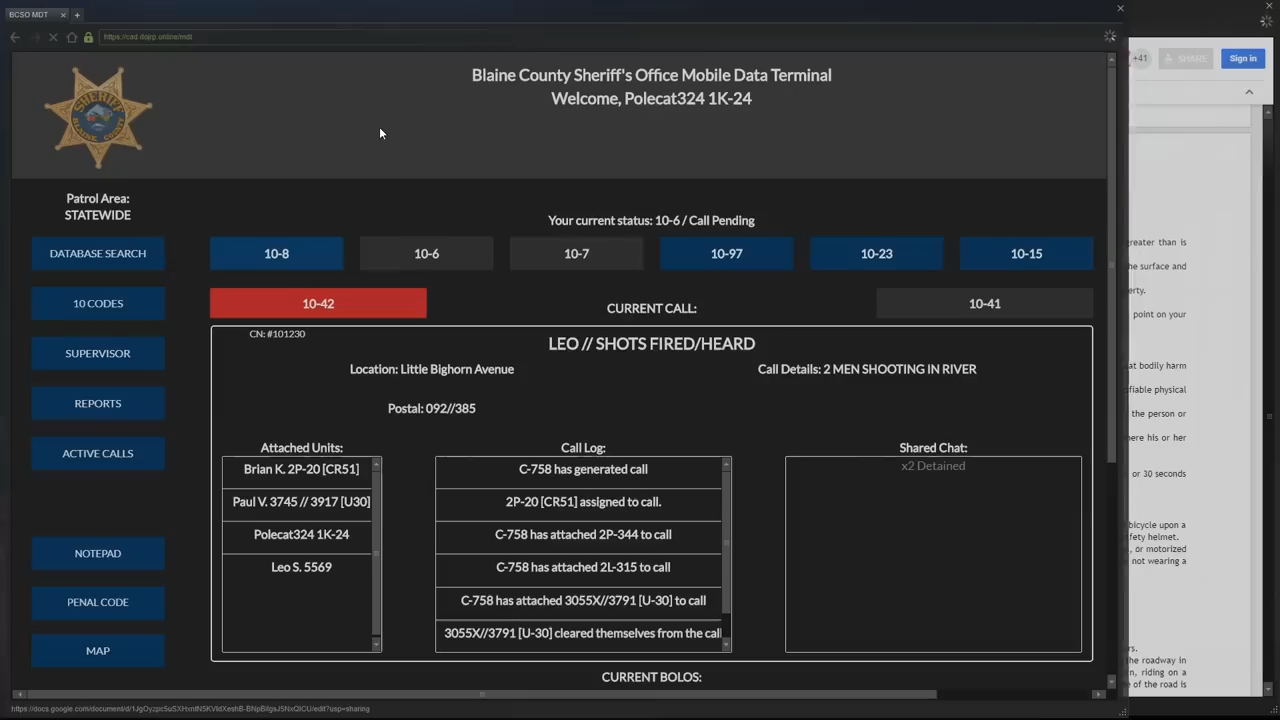 BCSO MDT
https://cad.dojrp.online/mdt
+41
SHARE
Sign in
Blaine County Sheriff's Office Mobile Data Terminal
Welcome, Polecat324 1K-24
SHERIFF
BLAINE COUNTY
Patrol Area:
STATEWIDE
Your current status: 10-6 / Call Pending
DATABASE SEARCH
10-8
10-6
10-7
10-97
10-23
10-15
10 CODES
10-42
CURRENT CALL:
10-41
CN: #101230
LEO // SHOTS FIRED/HEARD
SUPERVISOR
Location: Little Bighorn Avenue
Call Details: 2 MEN SHOOTING IN RIVER
REPORTS
Postal: 092//385
ACTIVE CALLS
Attached Units:
Call Log:
Shared Chat:
Brian K. 2P-20 [CR51]
C-758 has generated call
x2 Detained
Paul V. 3745 // 3917 [U30]
2P-20 [CR51] assigned to call.
Polecat324 1K-24
C-758 has attached 2P-344 to call
NOTEPAD
Leo S. 5569
C-758 has attached 2L-315 to call
PENAL CODE
C-758 has attached 3055X//3791 [U-30] to call
3055X//3791 [U-30] cleared themselves from the call
MAP
CURRENT BOLOS:
greater than is
he surface and
erty.
point on your
at bodily harm
fiable physical
the person or
here his or her
or 30 seconds
bicycle upon a
fety helmet.
, or motorized
not wearing a
rs.
he roadway in
n, riding on a
e of the road is